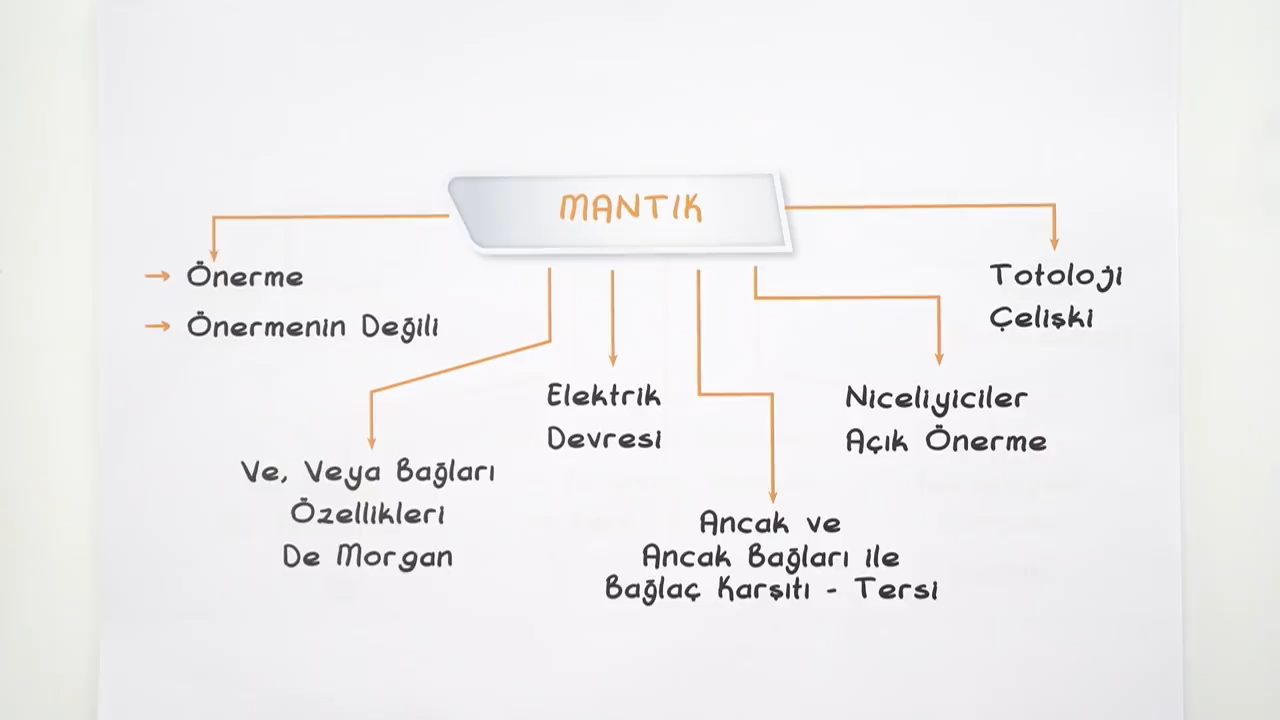 MANTIK
→ Önerme
→ Önermenin Değili
Ve, Veya Bağları
Özellikleri
De Morgan
Elektrik
Devresi
Ancak ve
Ancak Bağları ile
Bağlaç Karşıtı - Tersi
Niceliyiciler
Açık Önerme
Totoloji
Çelişki